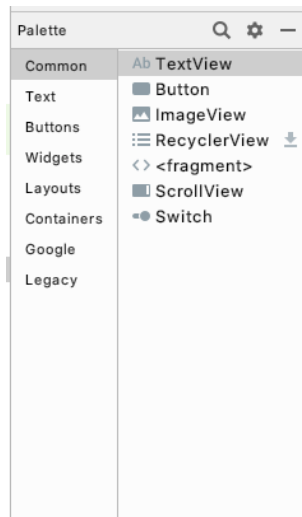 Palette
Common
Text
Buttons
Widgets
Layouts
Containers
Google
Legacy
Ab TextView
Button
ImageView
RecyclerView
<fragment>
ScrollView
Switch